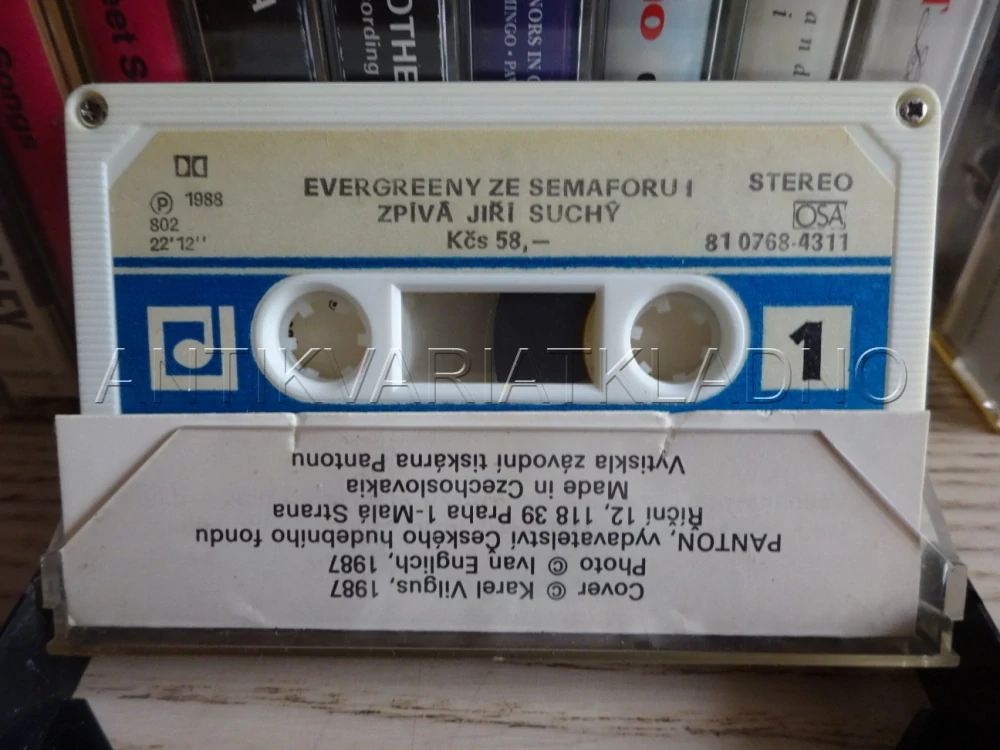 EVERGREENY ZE SEMAFORU I
ZPÍVÁ JIŘÍ SUCHÝ
Kčs 58,—
℗ 1988
802
22'12''
STEREO
OSA
81 0768-4311
1
ANTIKVARIATKLADNO
Cover © Karel Vilgus, 1987
Photo © Ivan Englich, 1987
PANTON, vydavatelství Českého hudebního fondu
Říční 12, 118 39 Praha 1 - Malá Strana
Made in Czechoslovakia
Vytiskla závodní tiskárna Pantonu
Songs